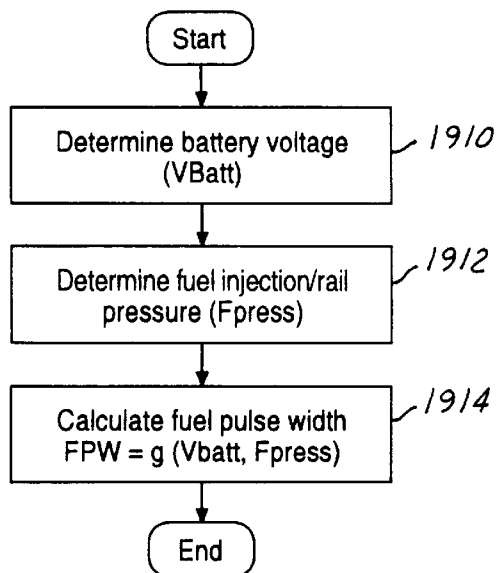 Start
Determine battery voltage
(VBatt)
1910
Determine fuel injection/rail
pressure (Fpress)
1912
Calculate fuel pulse width
FPW = g (Vbatt, Fpress)
1914
End